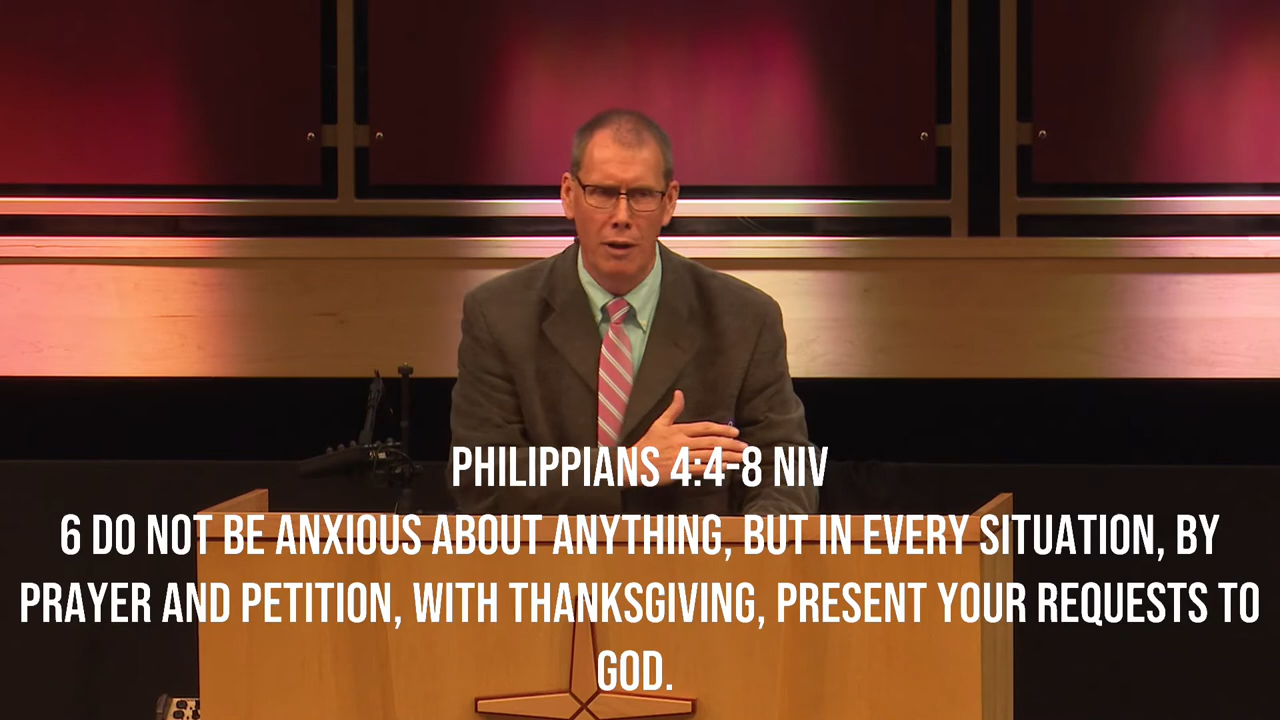 PHILIPPIANS 4:4-8 NIV
6 DO NOT BE ANXIOUS ABOUT ANYTHING, BUT IN EVERY SITUATION, BY
PRAYER AND PETITION, WITH THANKSGIVING, PRESENT YOUR REQUESTS TO
GOD.